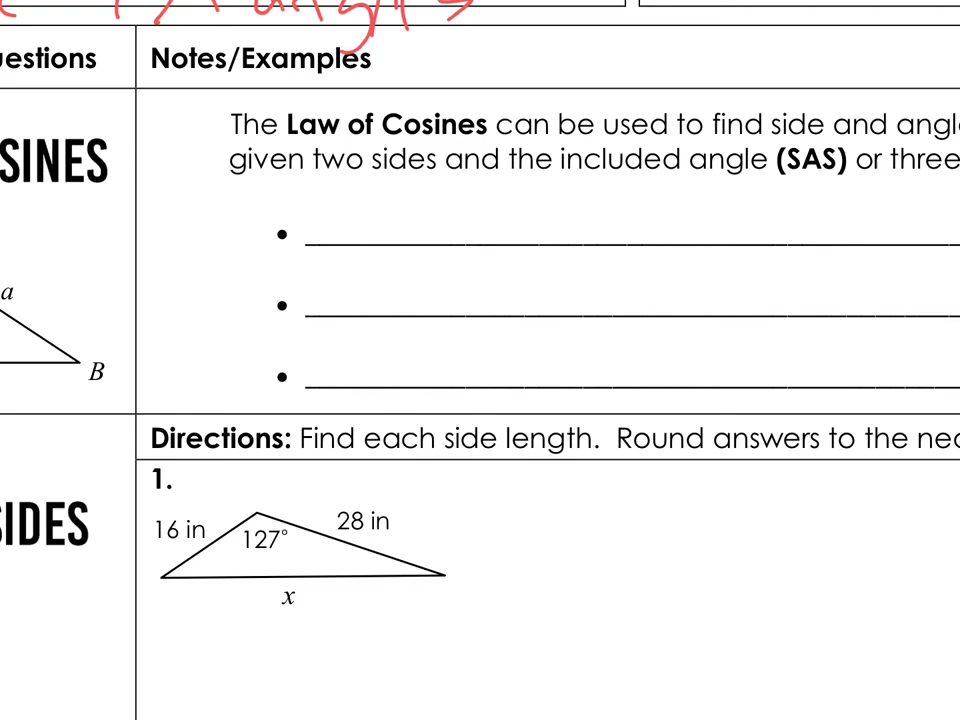 angles
uestions
Notes/Examples
SINES
The Law of Cosines can be used to find side and angl
given two sides and the included angle (SAS) or three
a
B
Directions: Find each side length. Round answers to the nea
SIDES
1.
16 in
28 in
127°
x